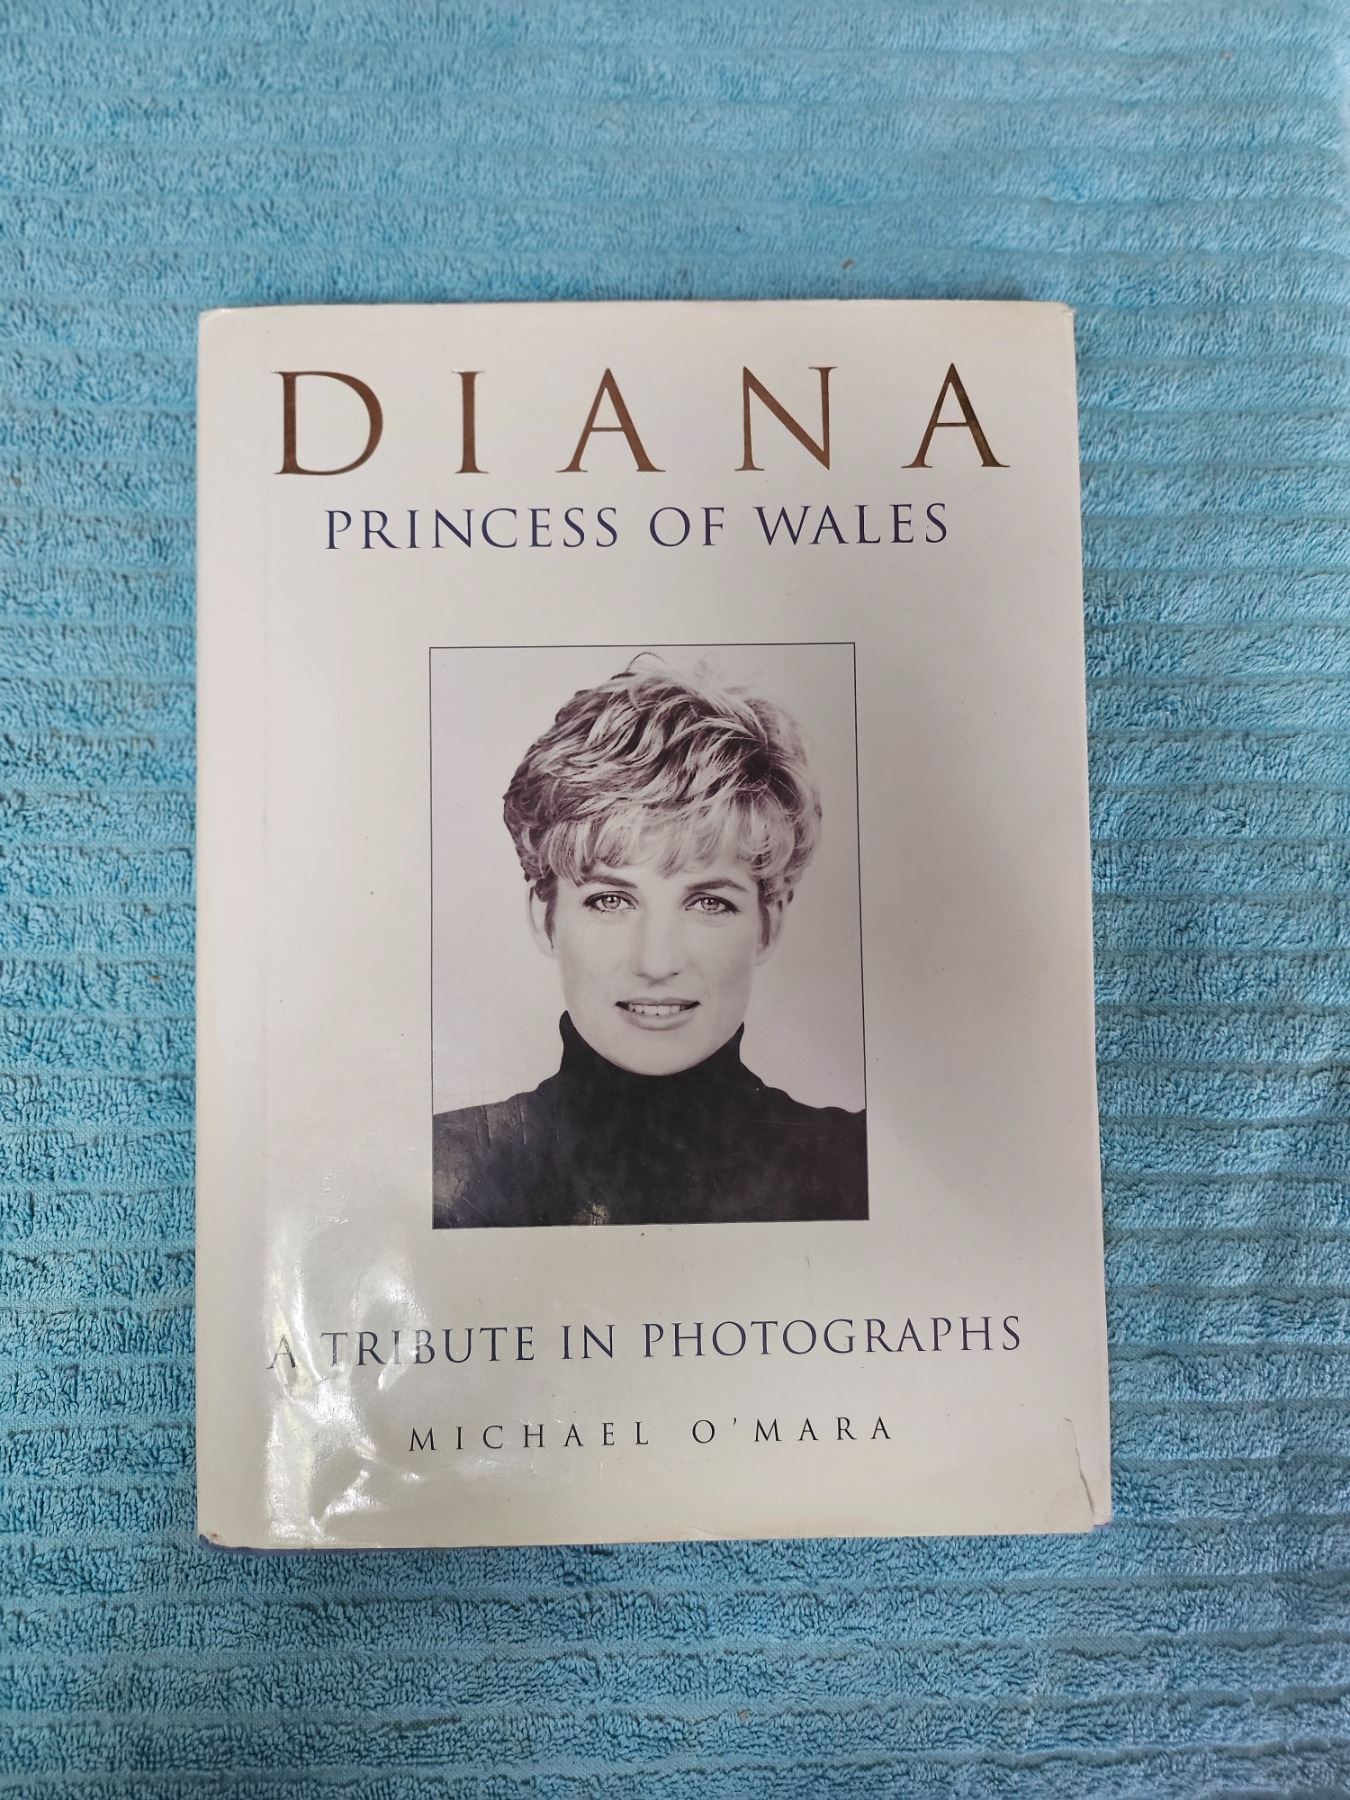 DIANA
PRINCESS OF WALES
A TRIBUTE IN PHOTOGRAPHS
MICHAEL O'MARA